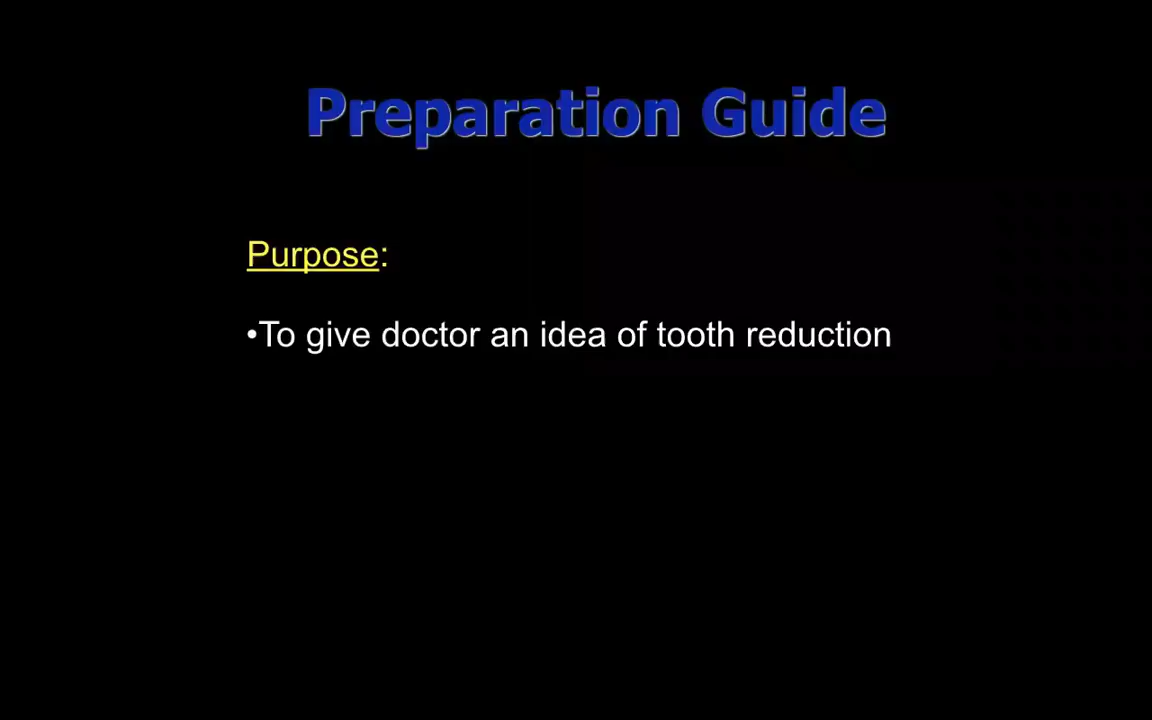 Preparation Guide
Purpose:
•To give doctor an idea of tooth reduction